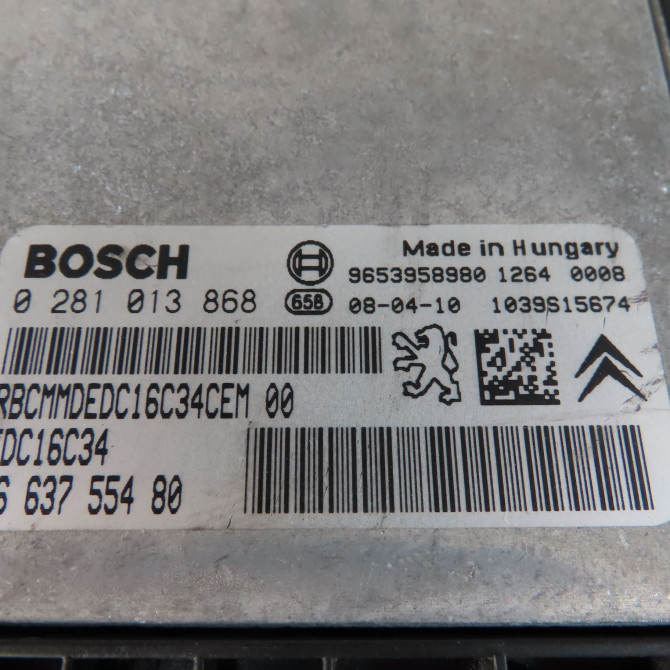 BOSCH
Made in Hungary
9653958980 1264 0008
0 281 013 868 658 08-04-10 1039S15674
RBCMMDEDC16C34CEM 00
EDC16C34
6 637 554 80